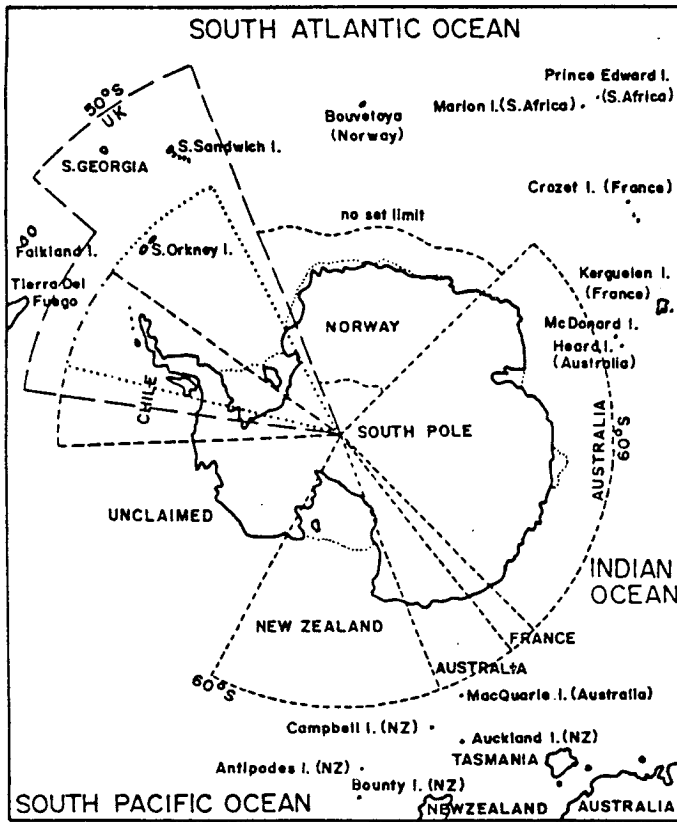 SOUTH ATLANTIC OCEAN
50°S
UK
Prince Edward I.
(S.Africa)
Marion I.(S.Africa)
Bouvetoya
(Norway)
S.GEORGIA
S.Sandwich I.
Crozet I. (France)
no set limit
Falkland I.
S.Orkney I.
Tierra Del
Fuego
Kerguelen I.
(France)
NORWAY
McDonard I.
Heard I.
(Australia)
CHILE
SOUTH POLE
AUSTRALIA
60°S
UNCLAIMED
INDIAN
OCEAN
NEW ZEALAND
FRANCE
AUSTRALIA
60°S
MacQuarie I. (Australia)
Campbell I. (NZ)
Auckland I. (NZ)
TASMANIA
Antipodes I. (NZ)
Bounty I. (NZ)
SOUTH PACIFIC OCEAN
NEWZEALAND
AUSTRALIA